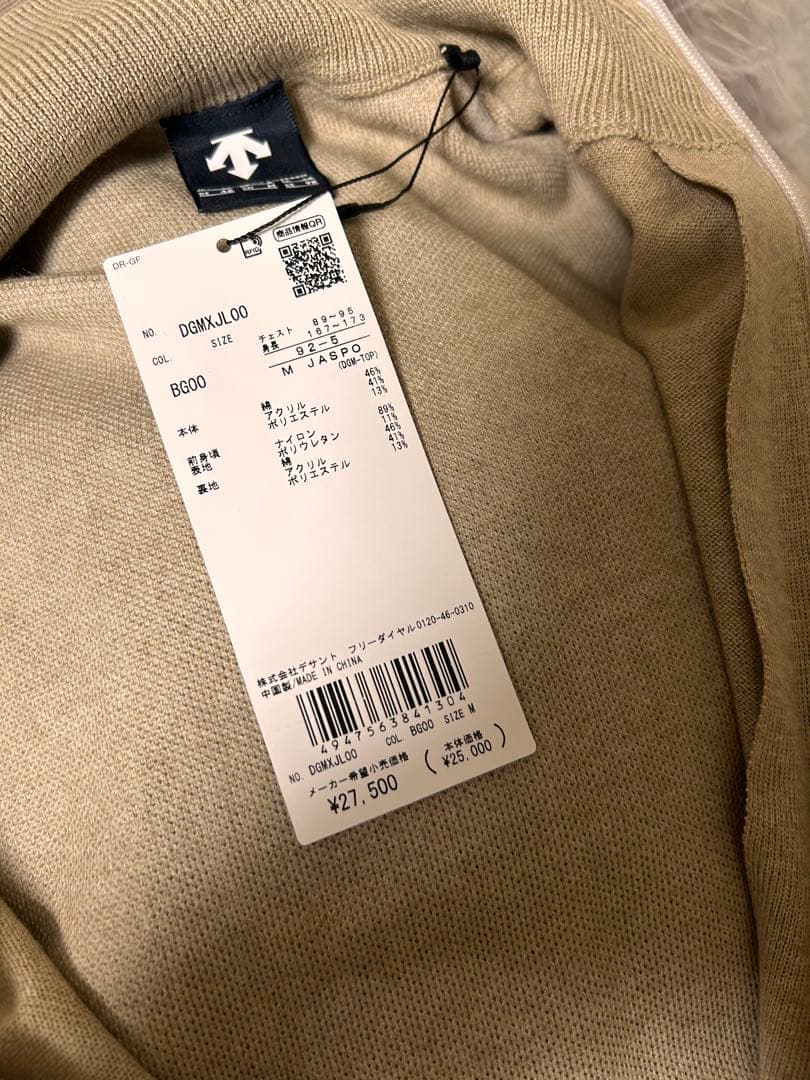 DR-GF
RFID
商品情報QR
NO. DGMXJL00
COL. SIZE チェスト 89~95
身長 167~173
BG00 92-5
M JASPO
(DGM-TOP)
本体 綿 46%
アクリル 41%
ポリエステル 13%
前身頃
表地 ナイロン 89%
ポリウレタン 11%
裏地 綿 46%
アクリル 41%
ポリエステル 13%
株式会社デサント フリーダイヤル0120-46-0310
中国製/MADE IN CHINA
4947563841304
NO. DGMXJL00 COL. BG00 SIZE M
メーカー希望小売価格 (本体価格
¥27,500 ¥25,000)